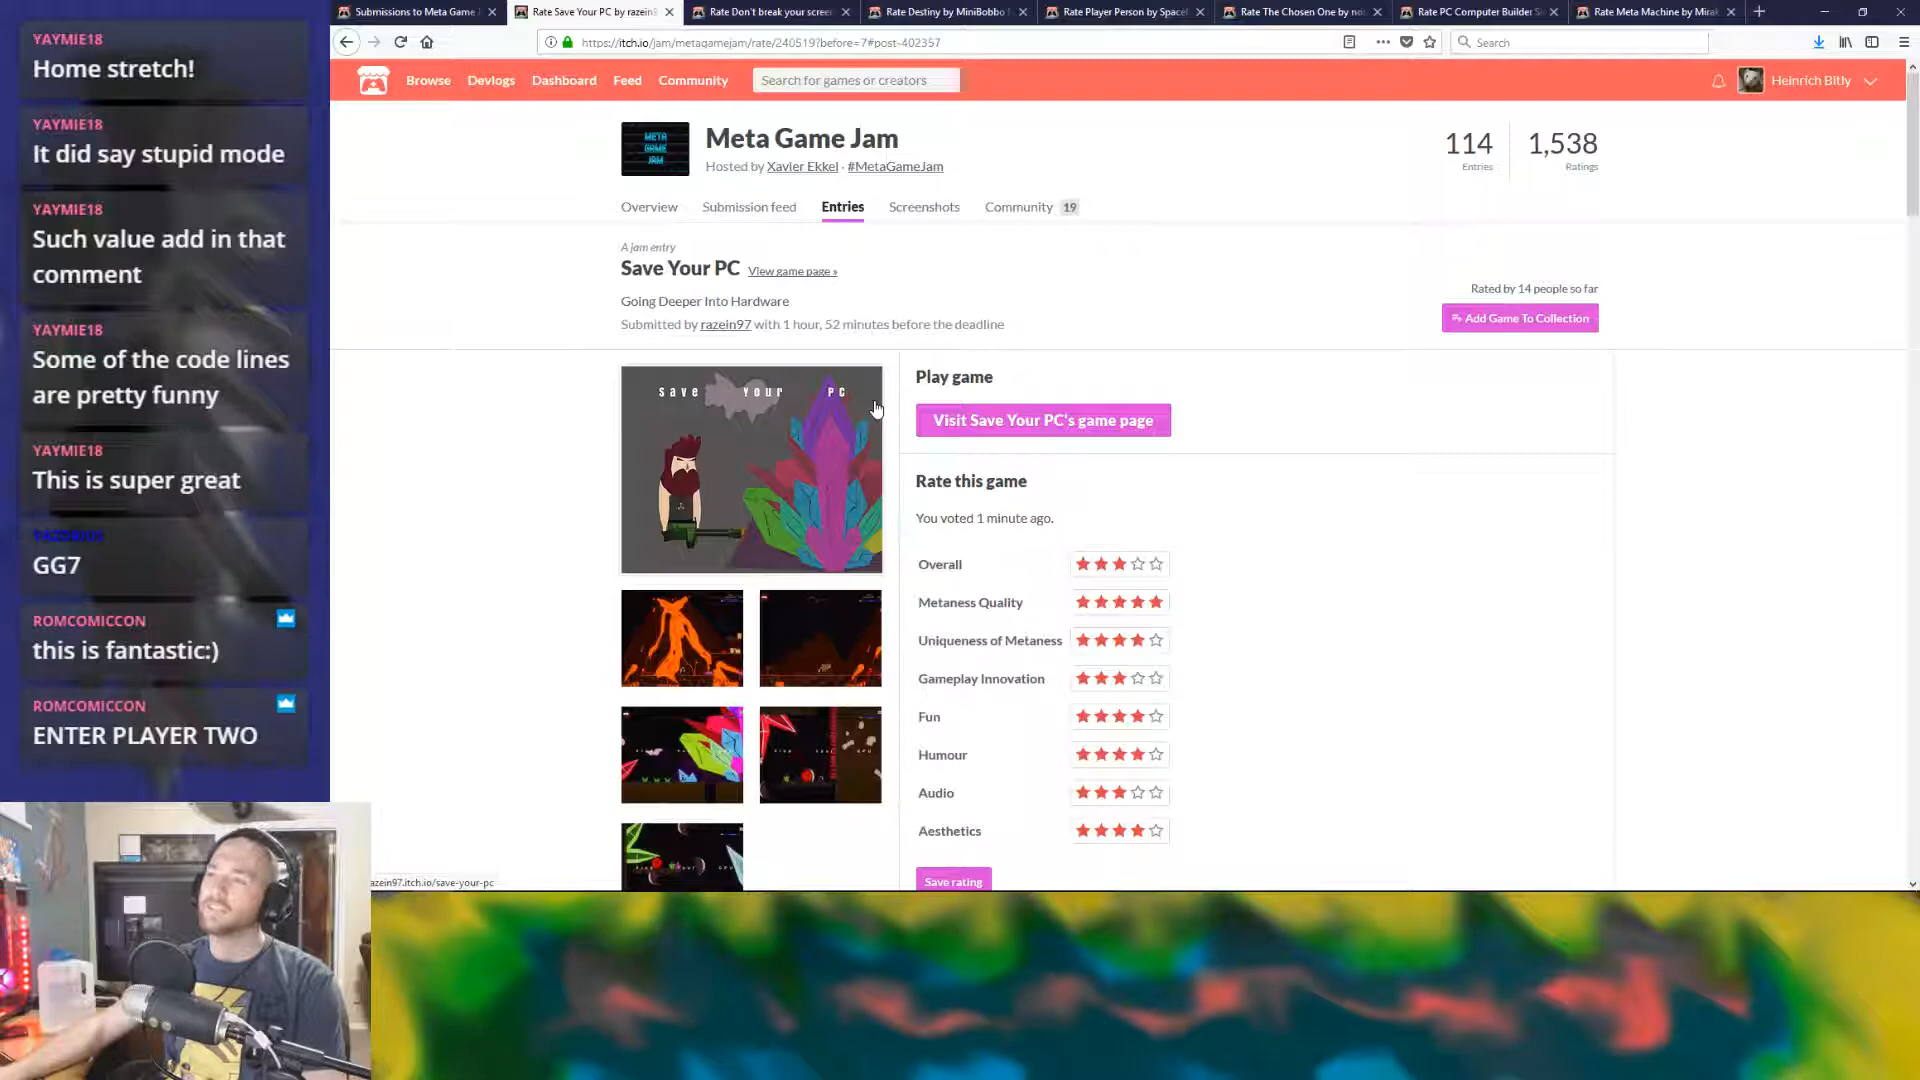 YAYMIE18
Home stretch!
YAYMIE18
It did say stupid mode
YAYMIE18
Such value add in that
comment
YAYMIE18
Some of the code lines
are pretty funny
YAYMIE18
This is super great
GG7
ROMCOMICCON
this is fantastic:)
ROMCOMICCON
ENTER PLAYER TWO
Submissions to Meta Game
Rate Save Your PC by razein9
Rate Don't break your screen
Rate Destiny by MiniBobbo
Rate Player Person by Spacel
Rate The Chosen One by no
Rate PC Computer Builder S
Rate Meta Machine by Mirak
https://itch.io/jam/metagamejam/rate/240519?before=7#post-402357
Search
Browse
Devlogs
Dashboard
Feed
Community
Search for games or creators
Heinrich Bitly
META
GAME
JAM
Meta Game Jam
Hosted by Xavier Ekkel · #MetaGameJam
114
Entries
1,538
Ratings
Overview
Submission feed
Entries
Screenshots
Community 19
A jam entry
Save Your PC View game page »
Going Deeper Into Hardware
Submitted by razein97 with 1 hour, 52 minutes before the deadline
Rated by 14 people so far
Add Game To Collection
Save Your PC
Play game
Visit Save Your PC's game page
Rate this game
You voted 1 minute ago.
Overall
Metaness Quality
Uniqueness of Metaness
Gameplay Innovation
Fun
Humour
Audio
Aesthetics
Save rating
azein97.itch.io/save-your-pc